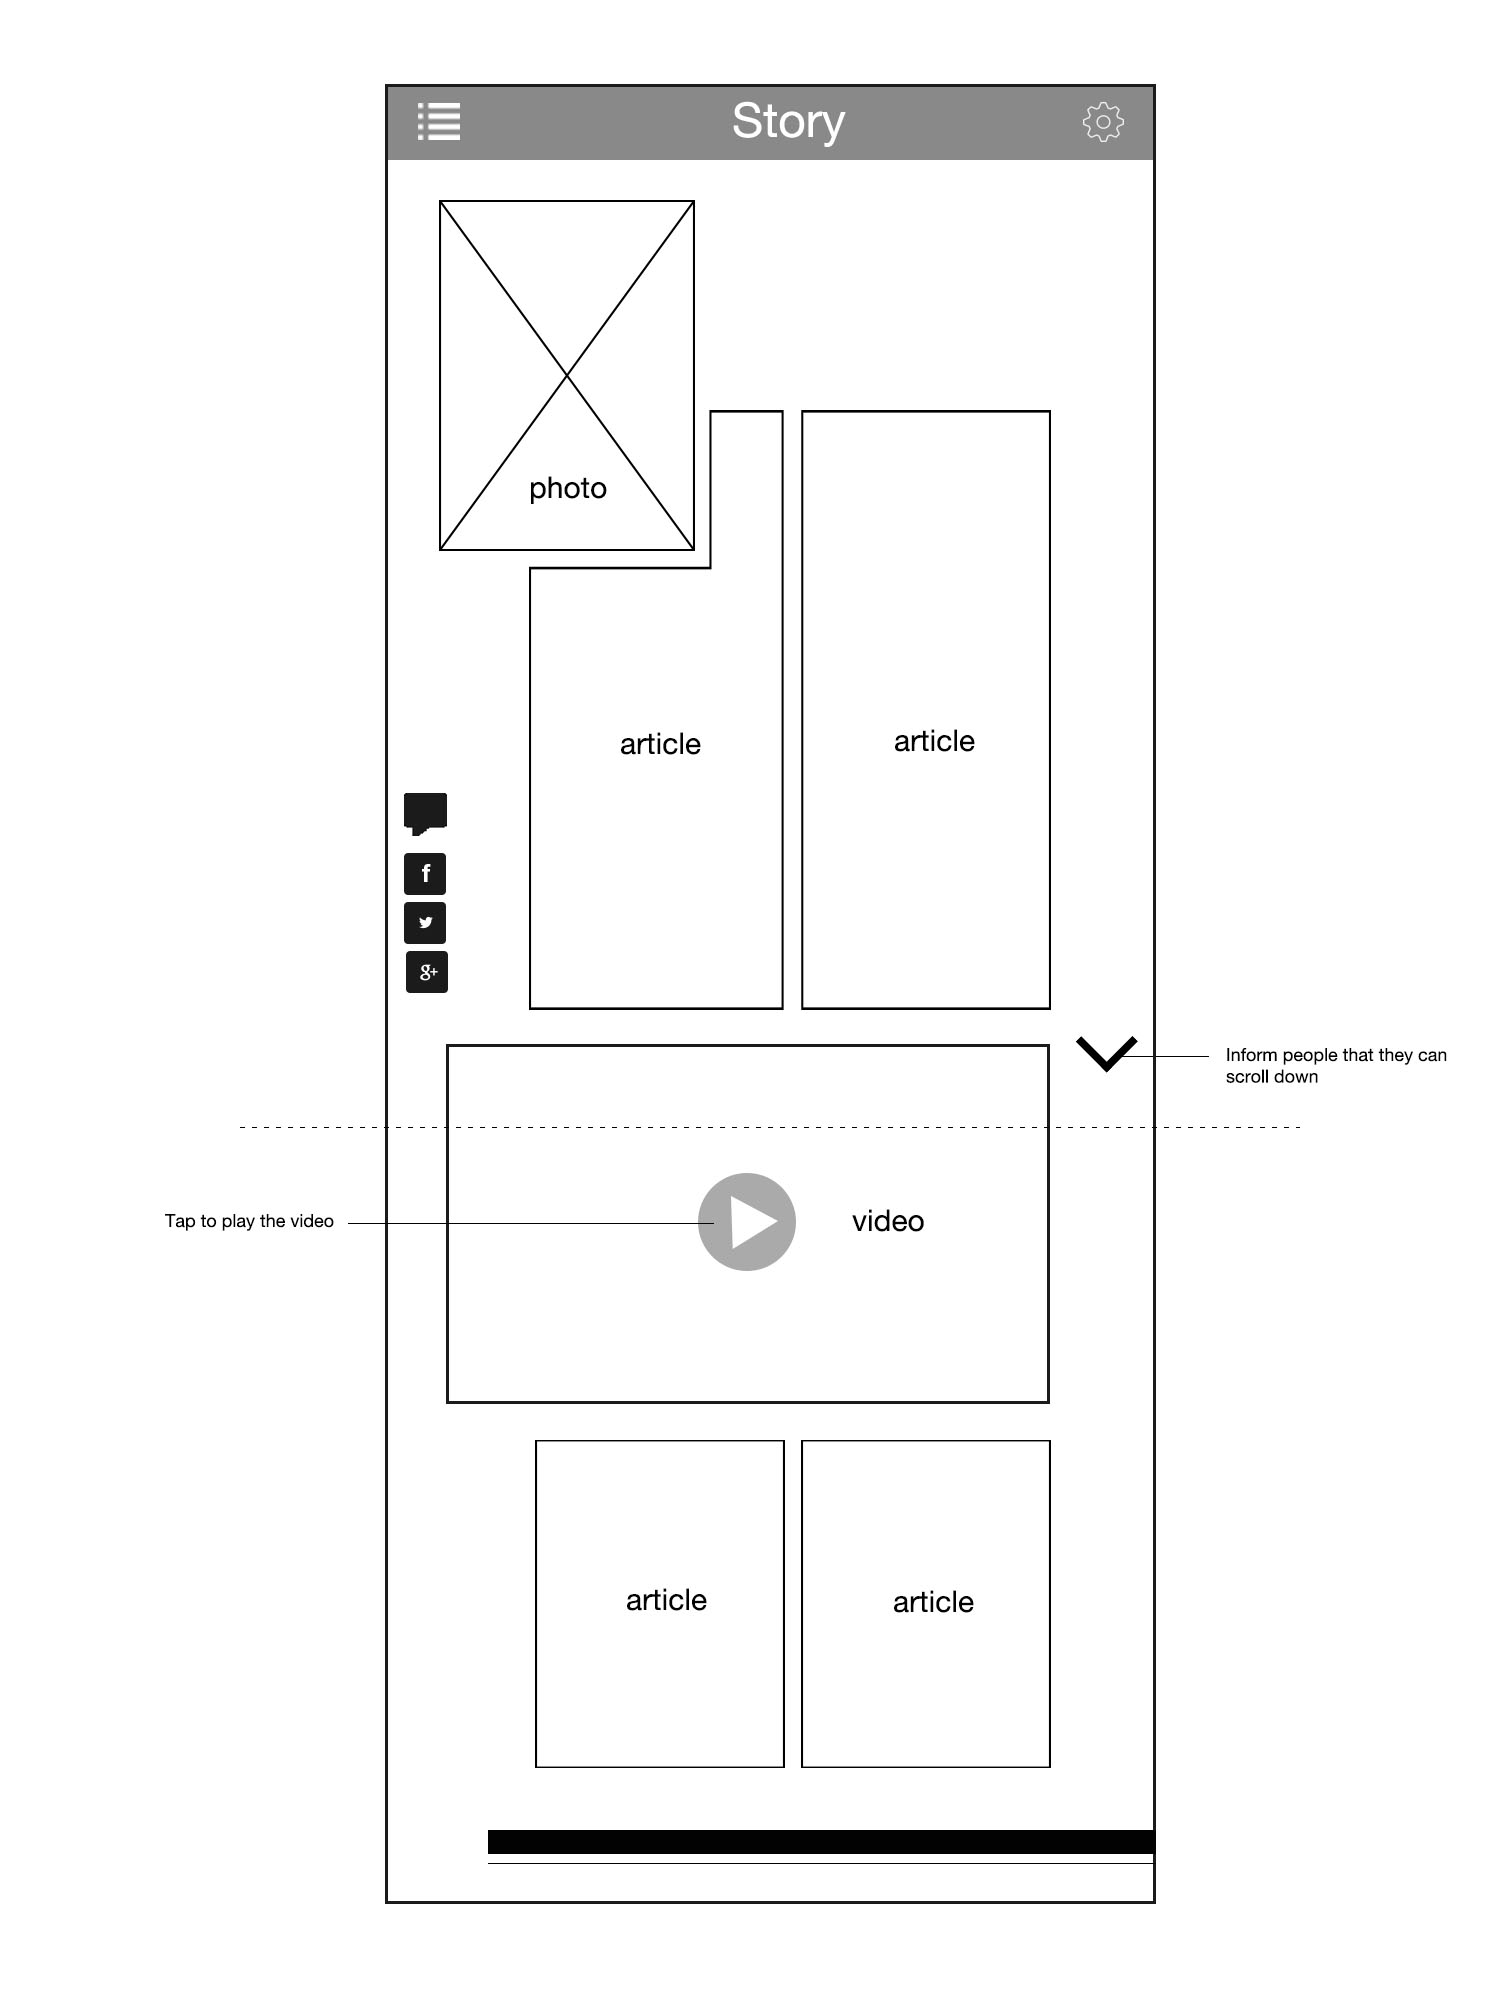 Story
photo
article
article
f
g+
Inform people that they can
scroll down
Tap to play the video
video
article
article